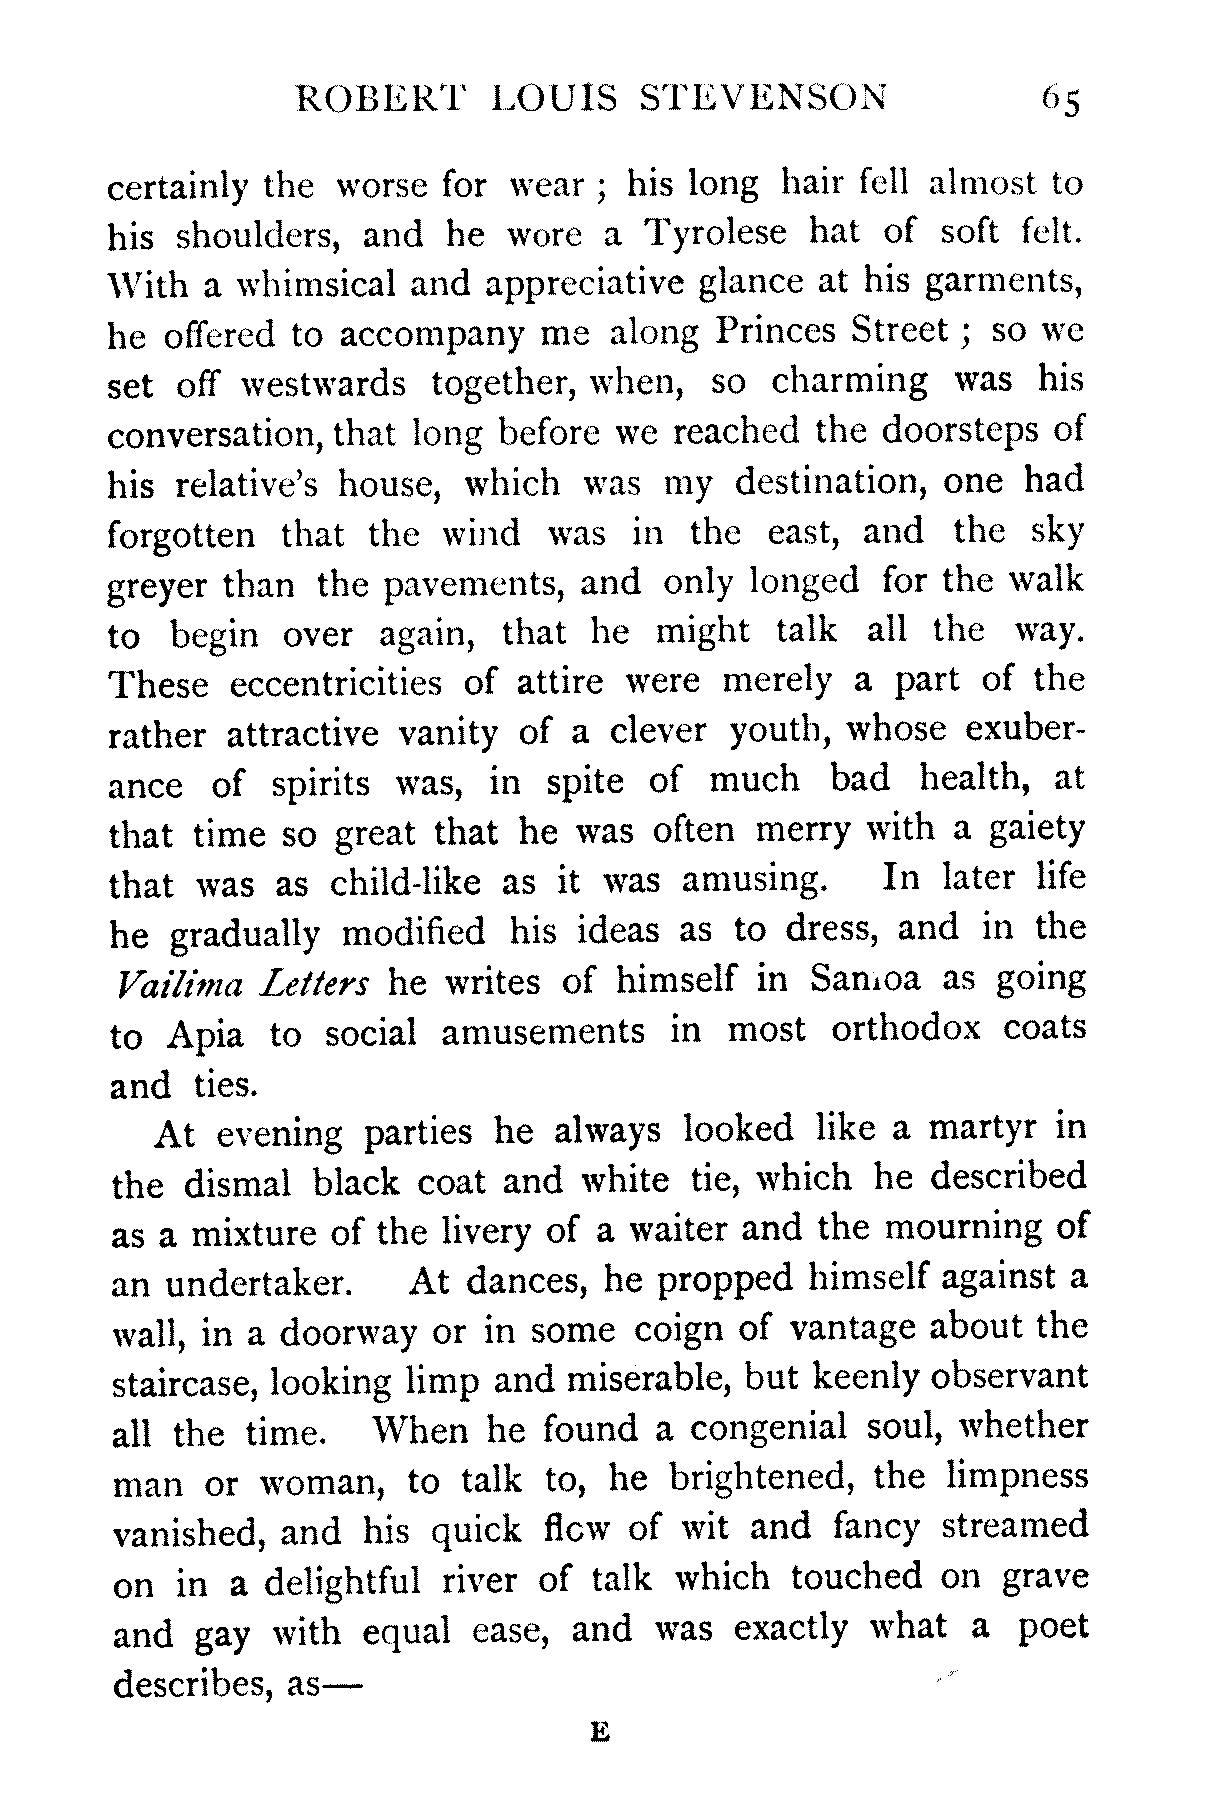 ROBERT LOUIS STEVENSON 65
certainly the worse for wear ; his long hair fell almost to
his shoulders, and he wore a Tyrolese hat of soft felt.
With a whimsical and appreciative glance at his garments,
he offered to accompany me along Princes Street ; so we
set off westwards together, when, so charming was his
conversation, that long before we reached the doorsteps of
his relative's house, which was my destination, one had
forgotten that the wind was in the east, and the sky
greyer than the pavements, and only longed for the walk
to begin over again, that he might talk all the way.
These eccentricities of attire were merely a part of the
rather attractive vanity of a clever youth, whose exuber-
ance of spirits was, in spite of much bad health, at
that time so great that he was often merry with a gaiety
that was as child-like as it was amusing. In later life
he gradually modified his ideas as to dress, and in the
Vailima Letters he writes of himself in Samoa as going
to Apia to social amusements in most orthodox coats
and ties.
At evening parties he always looked like a martyr in
the dismal black coat and white tie, which he described
as a mixture of the livery of a waiter and the mourning of
an undertaker. At dances, he propped himself against a
wall, in a doorway or in some coign of vantage about the
staircase, looking limp and miserable, but keenly observant
all the time. When he found a congenial soul, whether
man or woman, to talk to, he brightened, the limpness
vanished, and his quick flow of wit and fancy streamed
on in a delightful river of talk which touched on grave
and gay with equal ease, and was exactly what a poet
describes, as—
E